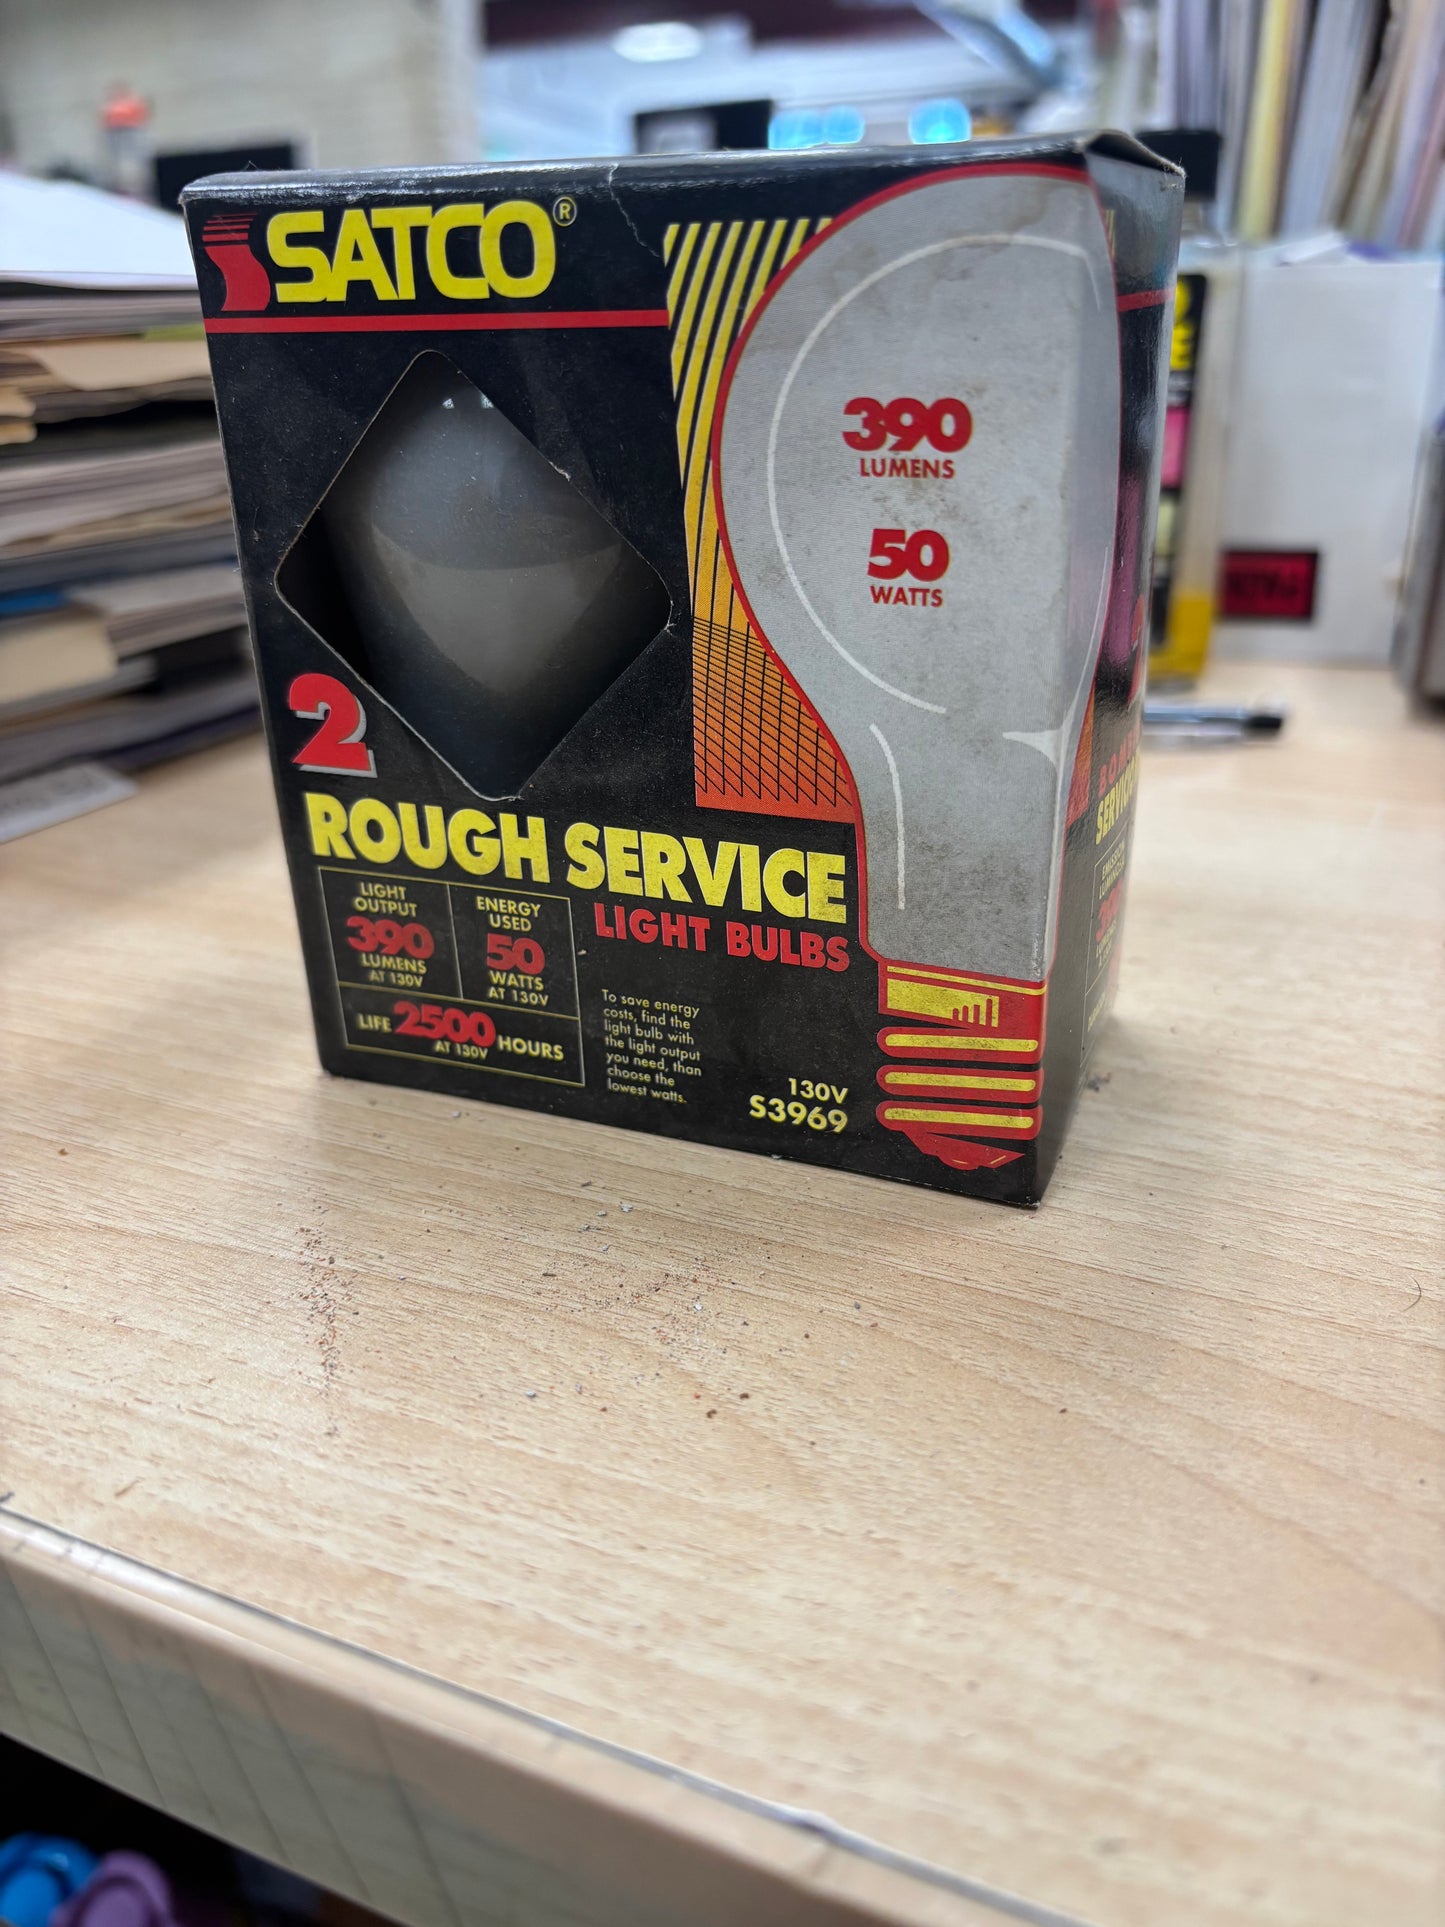 SATCO®
390
LUMENS
50
WATTS
2
ROUGH SERVICE
LIGHT BULBS
LIGHT
OUTPUT
390
LUMENS
AT 130V
ENERGY
USED
50
WATTS
AT 130V
LIFE 2500 HOURS
AT 130V
To save energy
costs, find the
light bulb with
the light output
you need, than
choose the
lowest watts.
130V
S3969